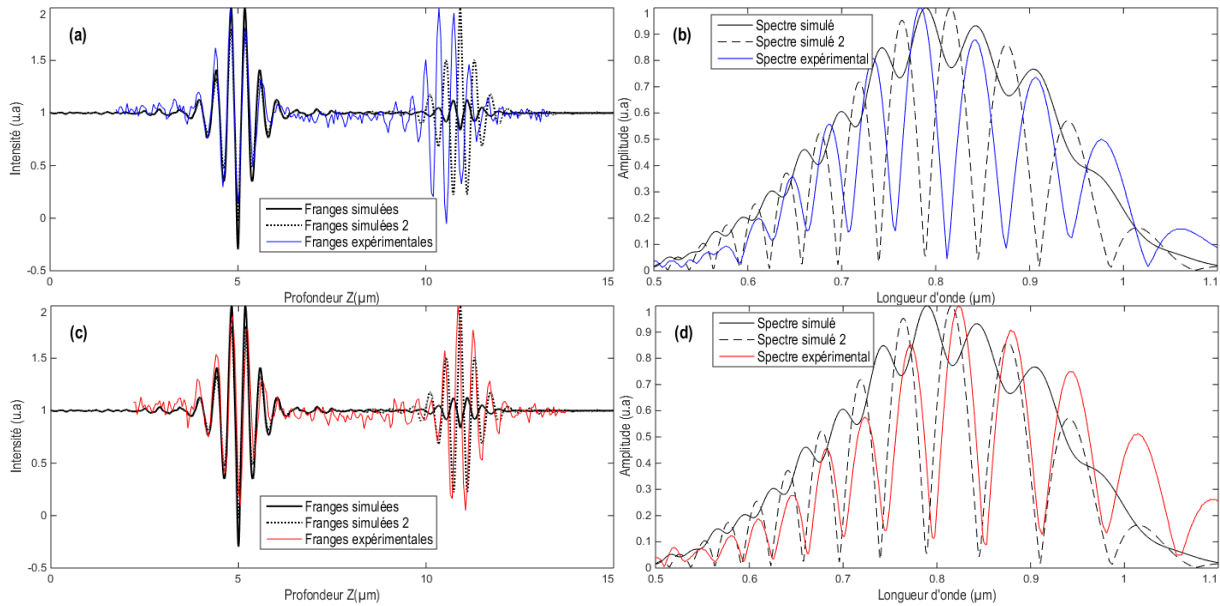 (a)
Intensité (u.a)
2
1.5
1
0.5
0
-0.5
Franges simulées
Franges simulées 2
Franges expérimentales
0
5
10
15
Profondeur Z(µm)
(b)
Amplitude (u.a)
1
0.9
0.8
0.7
0.6
0.5
0.4
0.3
0.2
0.1
0
Spectre simulé
Spectre simulé 2
Spectre expérimental
0.5
0.6
0.7
0.8
0.9
1
1.1
Longueur d'onde (µm)
(c)
Intensité (u.a)
2
1.5
1
0.5
0
-0.5
Franges simulées
Franges simulées 2
Franges expérimentales
0
5
10
15
Profondeur Z(µm)
(d)
Amplitude (u.a)
1
0.9
0.8
0.7
0.6
0.5
0.4
0.3
0.2
0.1
0
Spectre simulé
Spectre simulé 2
Spectre expérimental
0.5
0.6
0.7
0.8
0.9
1
1.1
Longueur d'onde (µm)